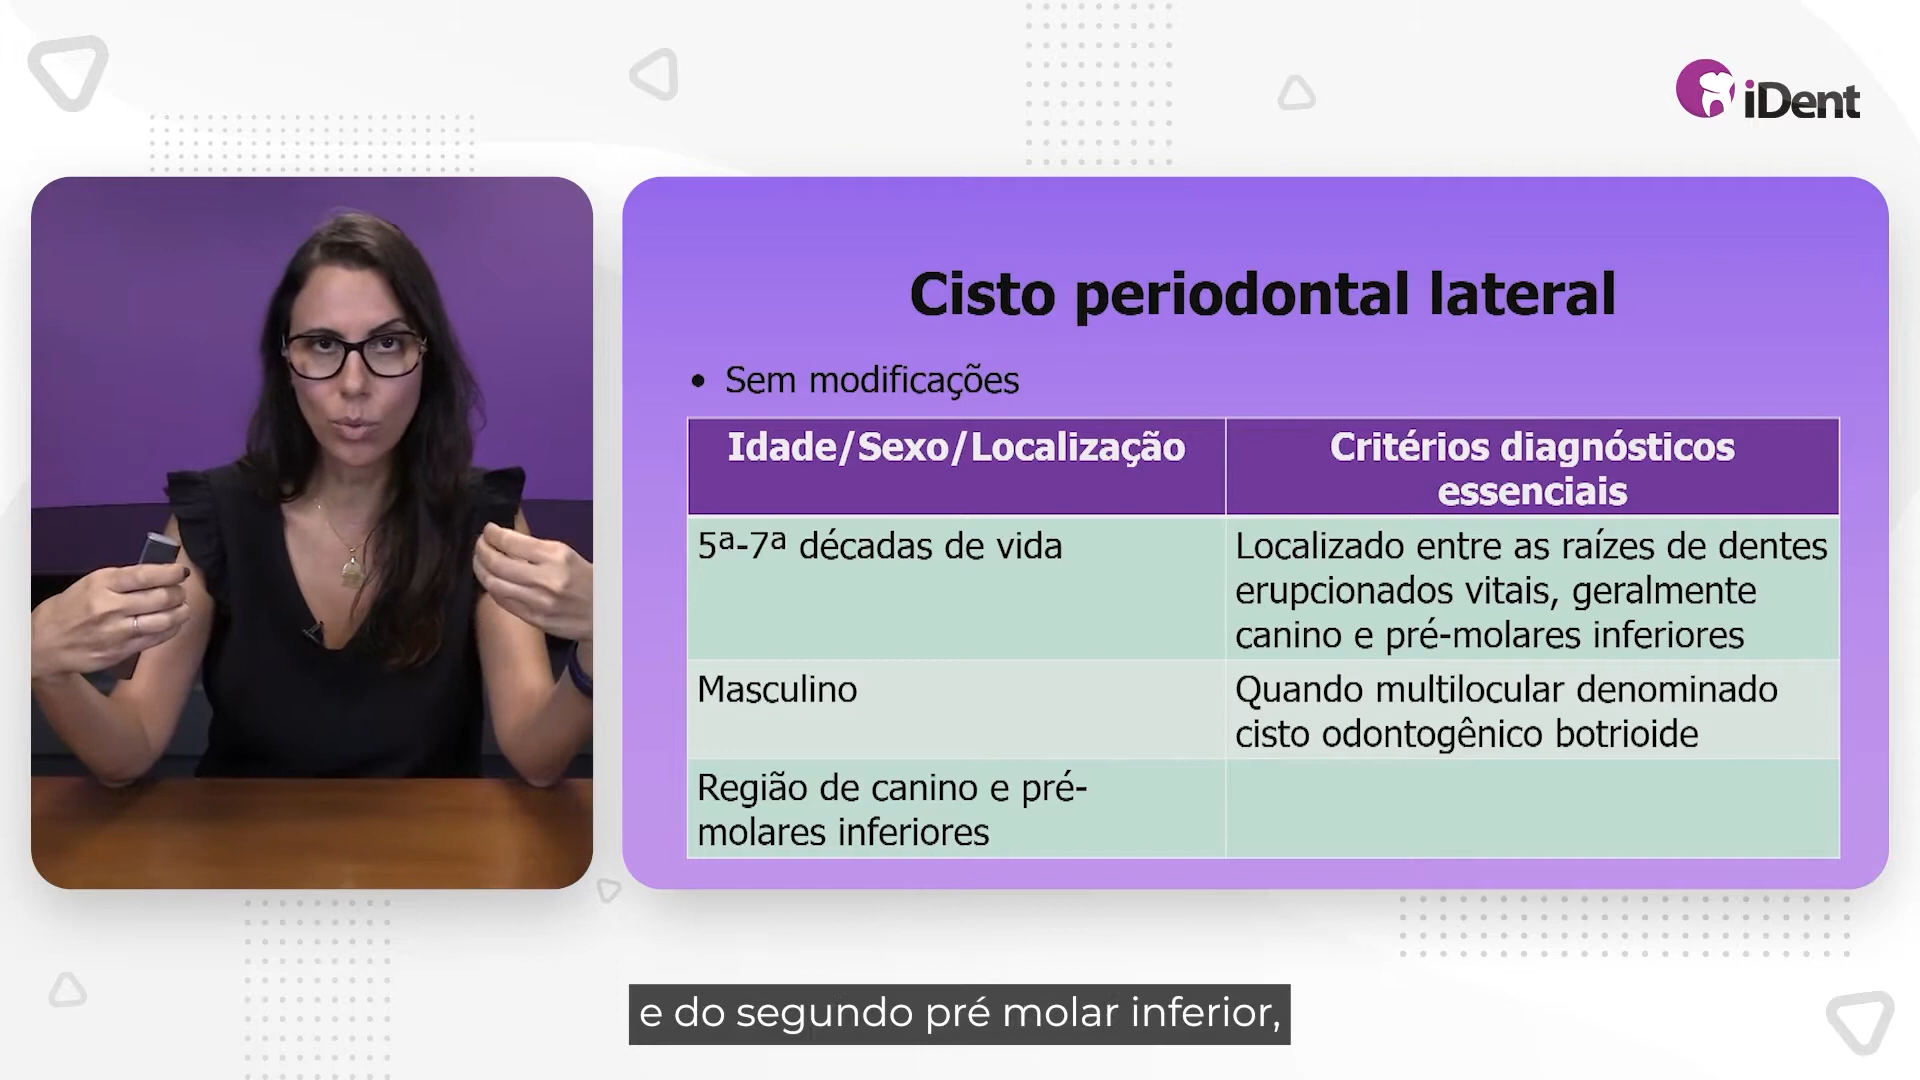 iDent
Cisto periodontal lateral
• Sem modificações
Idade/Sexo/Localização
Critérios diagnósticos
essenciais
5ª-7ª décadas de vida
Localizado entre as raízes de dentes
erupcionados vitais, geralmente
canino e pré-molares inferiores
Masculino
Quando multilocular denominado
cisto odontogênico botrioide
Região de canino e pré-
molares inferiores
e do segundo pré molar inferior,